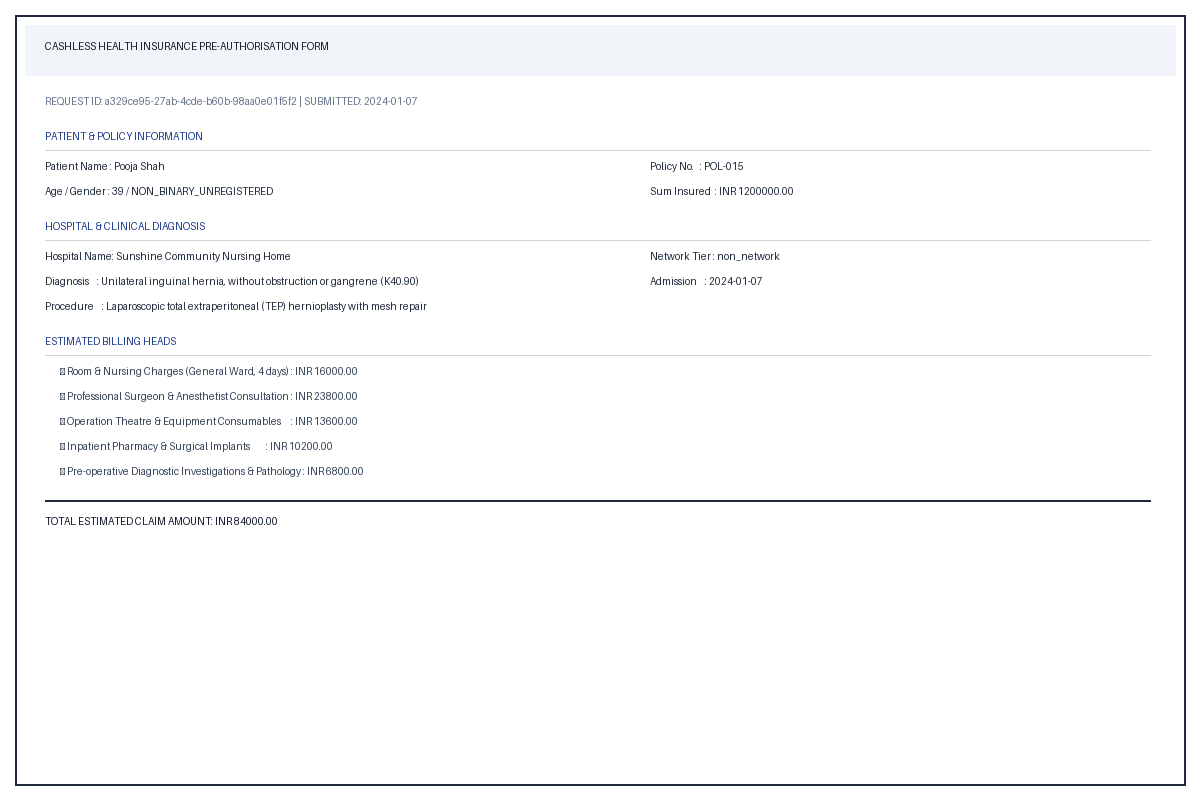 CASHLESS HEALTH INSURANCE PRE-AUTHORISATION FORM
REQUEST ID: a329ce95-27ab-4cde-b60b-98aa0e01f5f2 | SUBMITTED: 2024-01-07
PATIENT & POLICY INFORMATION
Patient Name : Pooja Shah Policy No. : POL-015
Age / Gender : 39 / NON_BINARY_UNREGISTERED Sum Insured : INR 1200000.00
HOSPITAL & CLINICAL DIAGNOSIS
Hospital Name: Sunshine Community Nursing Home Network Tier : non_network
Diagnosis : Unilateral inguinal hernia, without obstruction or gangrene (K40.90) Admission : 2024-01-07
Procedure : Laparoscopic total extraperitoneal (TEP) hernioplasty with mesh repair
ESTIMATED BILLING HEADS
Room & Nursing Charges (General Ward, 4 days) : INR 16000.00
Professional Surgeon & Anesthetist Consultation : INR 23800.00
Operation Theatre & Equipment Consumables : INR 13600.00
Inpatient Pharmacy & Surgical Implants : INR 10200.00
Pre-operative Diagnostic Investigations & Pathology : INR 6800.00
TOTAL ESTIMATED CLAIM AMOUNT: INR 84000.00